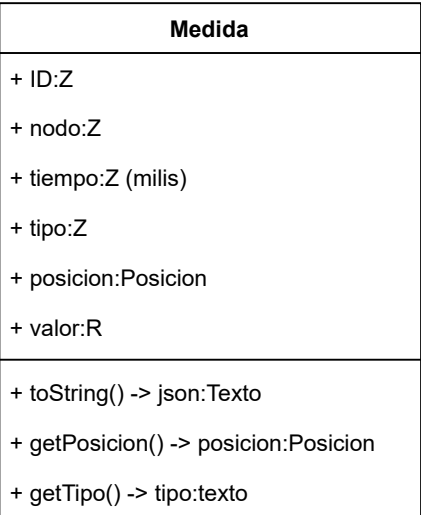 Medida
+ ID:Z
+ nodo:Z
+ tiempo:Z (milis)
+ tipo:Z
+ posicion:Posicion
+ valor:R
+ toString() -> json:Texto
+ getPosicion() -> posicion:Posicion
+ getTipo() -> tipo:texto